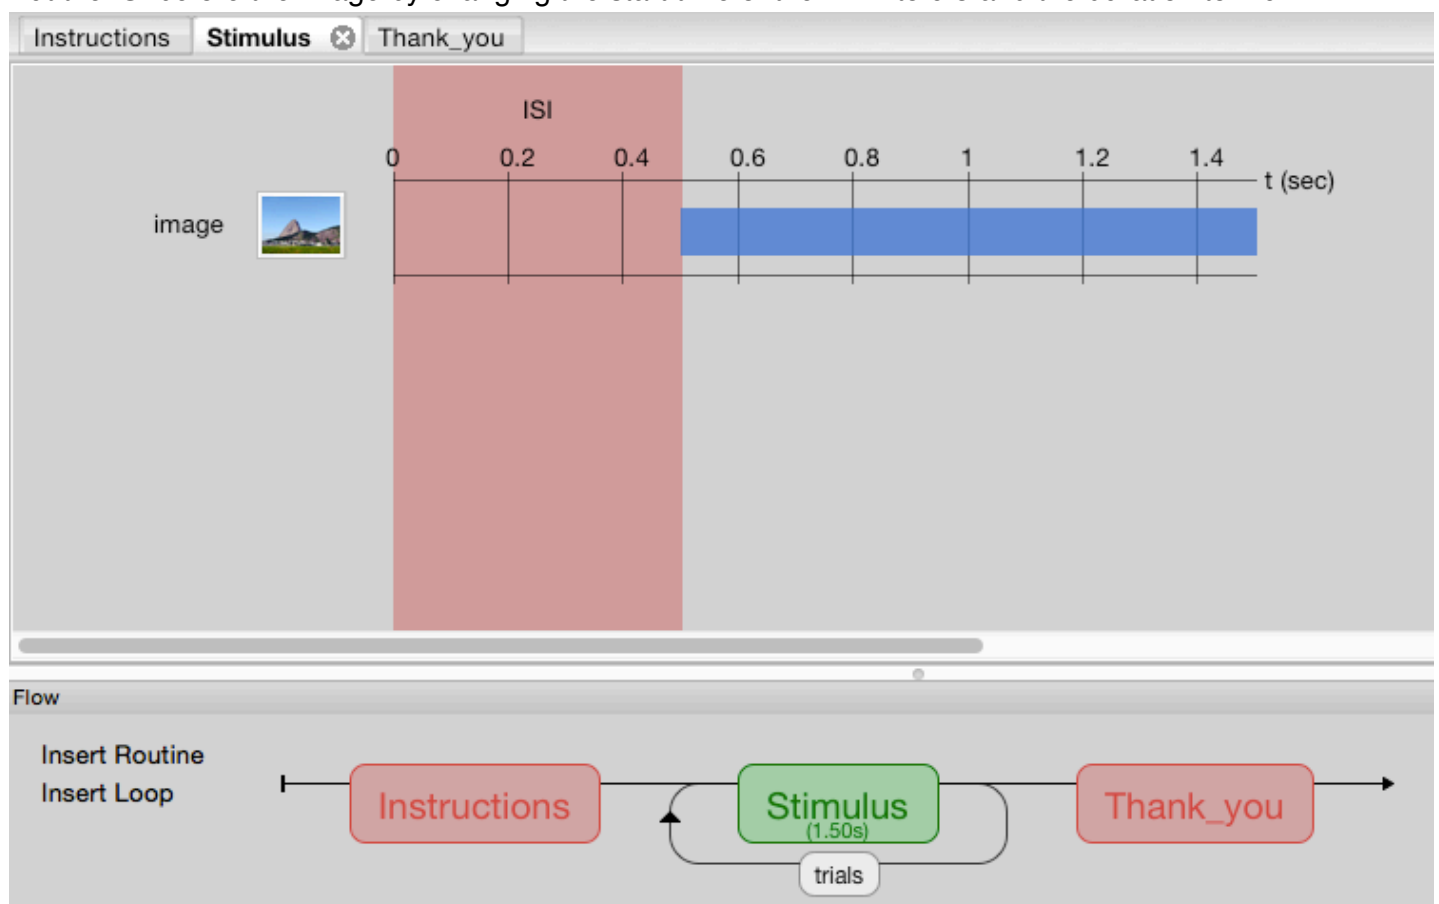 Instructions Stimulus Thank_you
ISI
0 0.2 0.4 0.6 0.8 1 1.2 1.4
t (sec)
image
Flow
Insert Routine
Insert Loop
Instructions Stimulus Thank_you
(1.50s)
trials